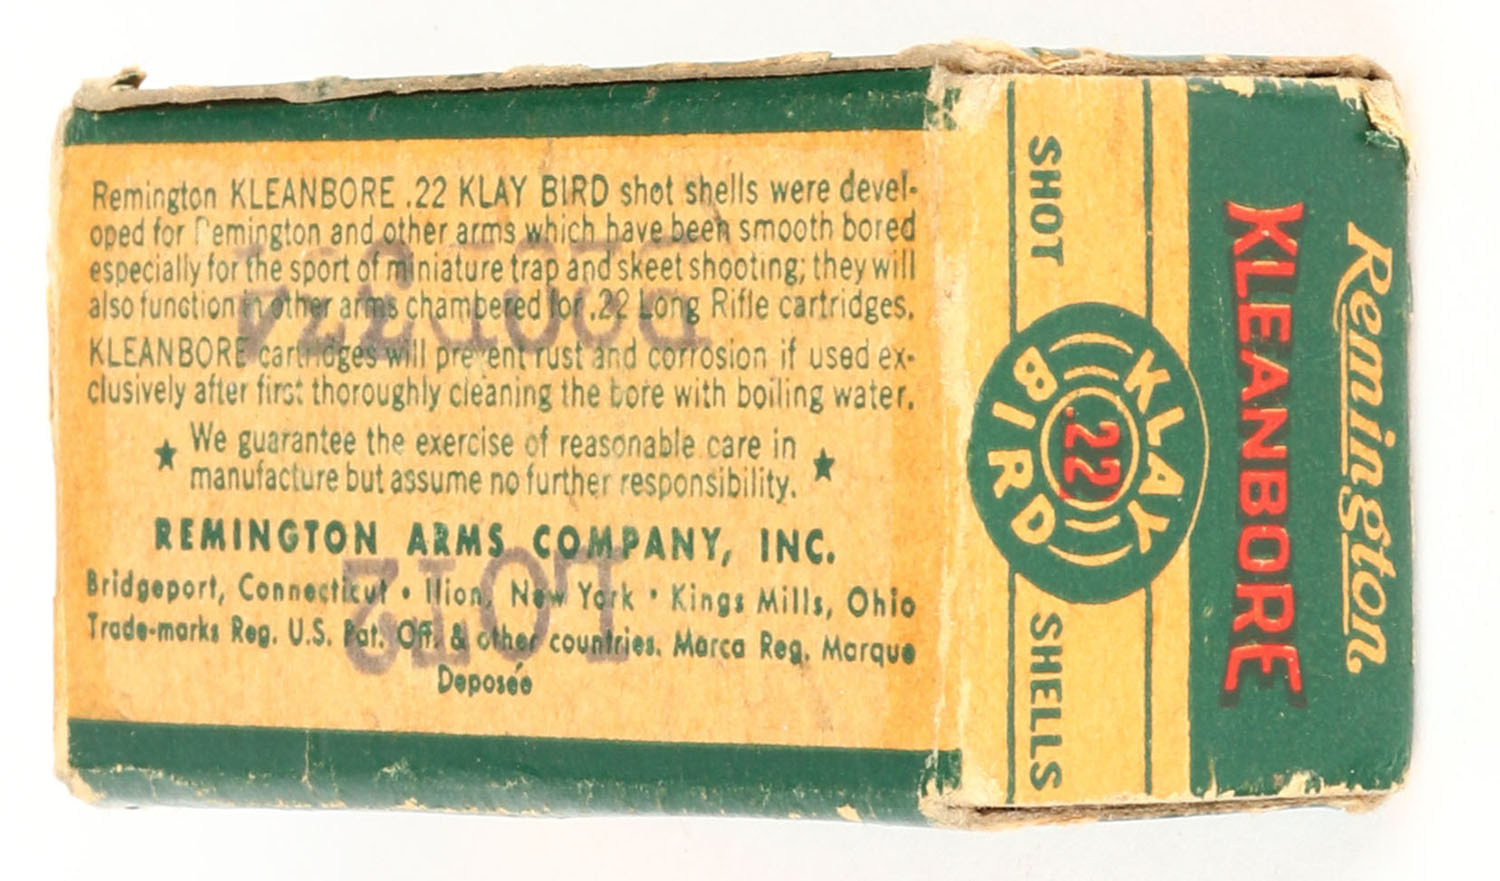 Remington KLEANBORE .22 KLAY BIRD shot shells were devel-
oped for Remington and other arms which have been smooth bored
especially for the sport of miniature trap and skeet shooting; they will
also function in other arms chambered for .22 Long Rifle cartridges.
KLEANBORE cartridges will prevent rust and corrosion if used ex-
clusively after first thoroughly cleaning the bore with boiling water.
★ We guarantee the exercise of reasonable care in
manufacture but assume no further responsibility. ★
REMINGTON ARMS COMPANY, INC.
Bridgeport, Connecticut • Ilion, New York • Kings Mills, Ohio
Trade-marks Reg. U.S. Pat. Off. & other countries. Marca Reg. Marque
Deposée
Remington
KLEANBORE
KLAY
SHOT .22 SHELLS
BIRD